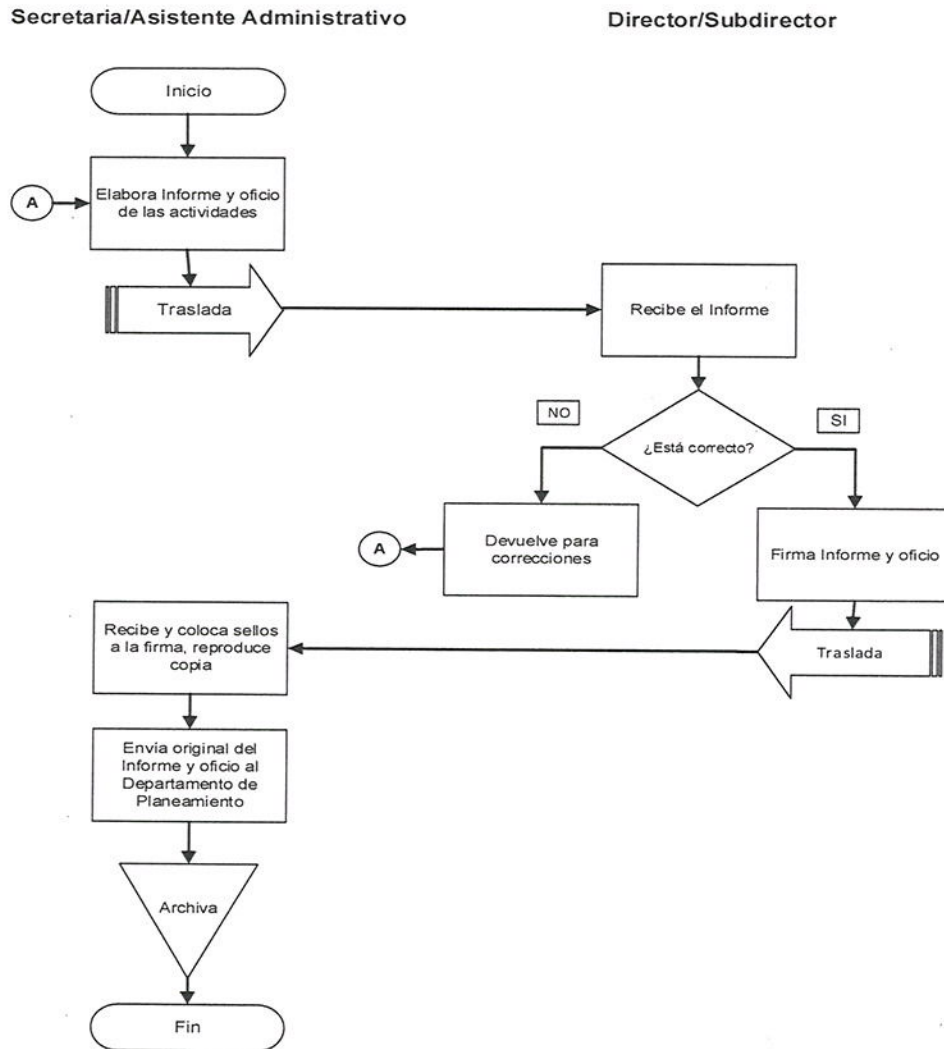 Secretaria/Asistente Administrativo
Director/Subdirector
Inicio
A
Elabora Informe y oficio
de las actividades
Traslada
Recibe el Informe
NO
SI
¿Está correcto?
A
Devuelve para
correcciones
Firma Informe y oficio
Recibe y coloca sellos
a la firma, reproduce
copia
Traslada
Envía original del
Informe y oficio al
Departamento de
Planeamiento
Archiva
Fin